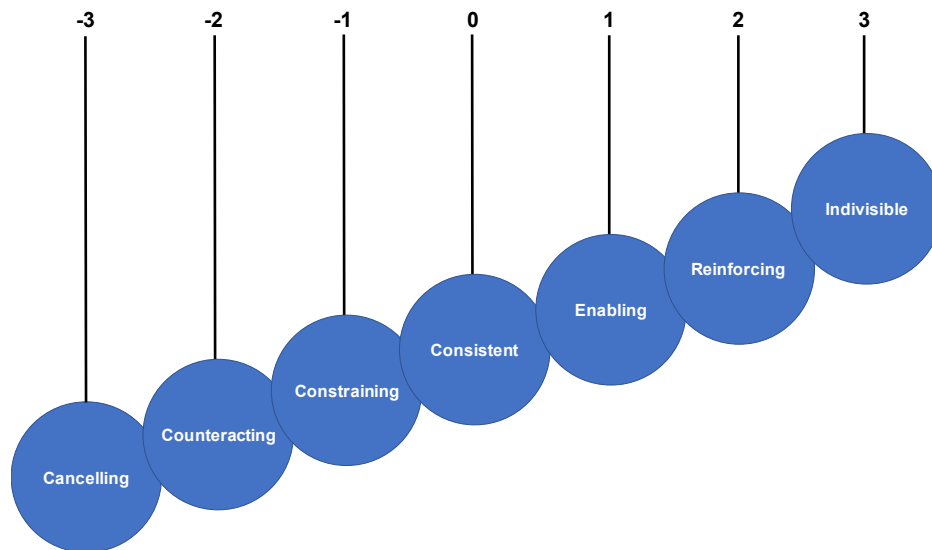 -3 -2 -1 0 1 2 3
Indivisible
Reinforcing
Enabling
Consistent
Constraining
Counteracting
Cancelling